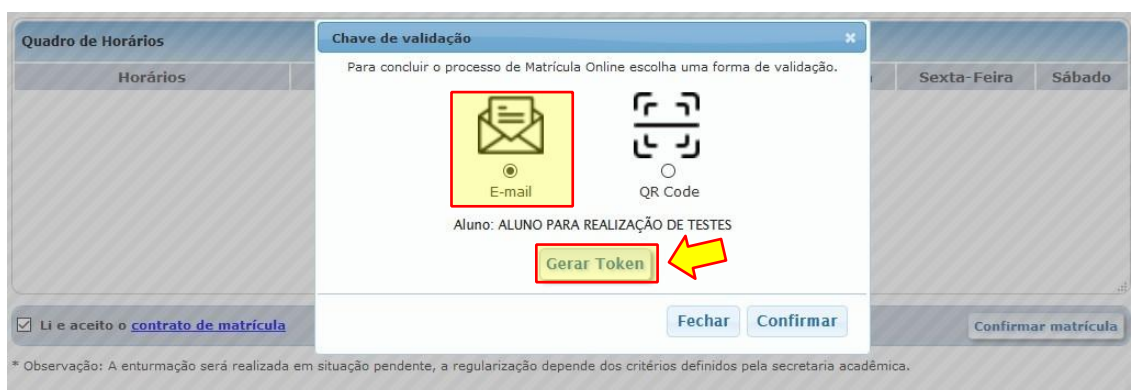 Quadro de Horários
Chave de validação
Horários
Sexta-Feira
Sábado
Para concluir o processo de Matrícula Online escolha uma forma de validação.
E-mail
QR Code
Aluno: ALUNO PARA REALIZAÇÃO DE TESTES
Gerar Token
Fechar
Confirmar
Li e aceito o contrato de matrícula
Confirmar matrícula
* Observação: A enturmação será realizada em situação pendente, a regularização depende dos critérios definidos pela secretaria acadêmica.